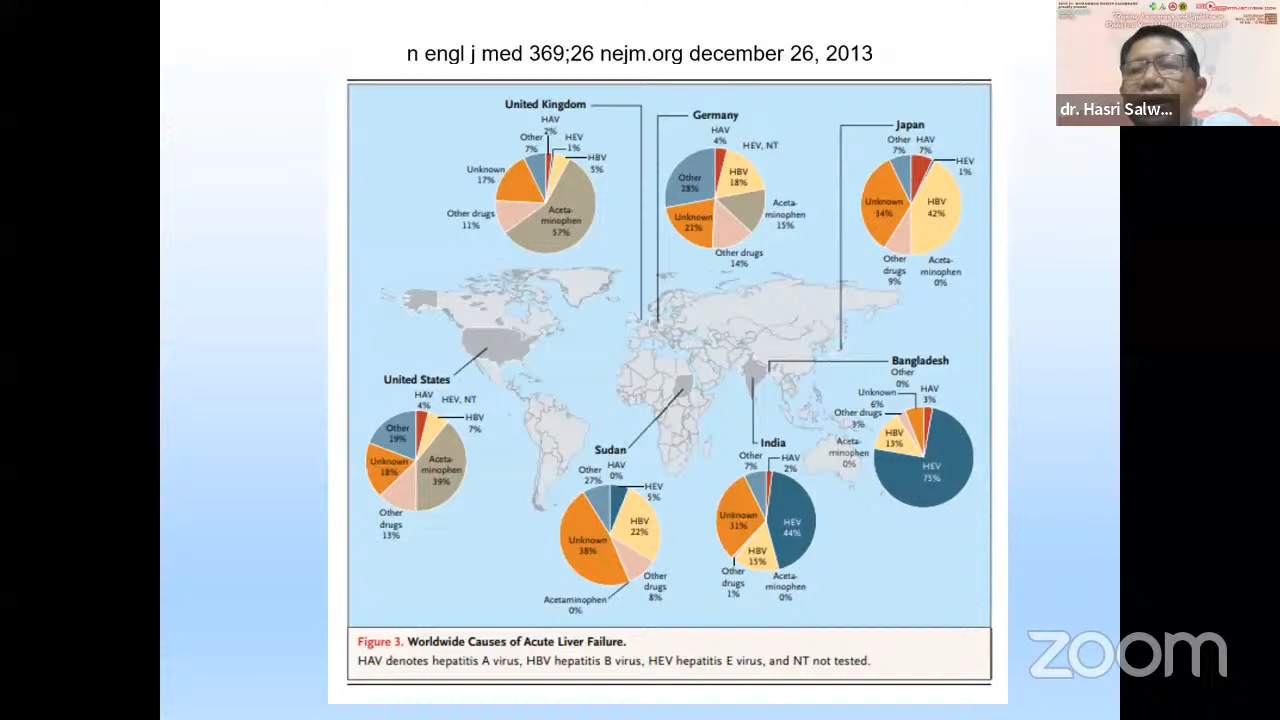 n engl j med 369;26 nejm.org december 26, 2013
dr. Hasri Salw...
United Kingdom
HAV
2%
HEV
1%
HBV
5%
Other
7%
Unknown
17%
Other drugs
11%
Aceta-
minophen
57%
Germany
HAV
4%
HEV, NT
HBV
18%
Other
28%
Aceta-
minophen
15%
Unknown
21%
Other drugs
14%
Japan
Other
7%
HAV
7%
HEV
1%
HBV
42%
Unknown
34%
Other
drugs
9%
Aceta-
minophen
0%
United States
HAV
4%
HEV, NT
HBV
7%
Other
19%
Unknown
18%
Aceta-
minophen
39%
Other
drugs
13%
Sudan
Other
27%
HAV
0%
HEV
5%
HBV
22%
Unknown
38%
Other
drugs
8%
Acetaminophen
0%
India
Other
7%
HAV
2%
HEV
44%
Unknown
31%
HBV
15%
Other
drugs
1%
Aceta-
minophen
0%
Bangladesh
Other
0%
HAV
3%
Unknown
6%
Other drugs
3%
HBV
13%
Aceta-
minophen
0%
HEV
75%
Figure 3. Worldwide Causes of Acute Liver Failure.
HAV denotes hepatitis A virus, HBV hepatitis B virus, HEV hepatitis E virus, and NT not tested.
zoom